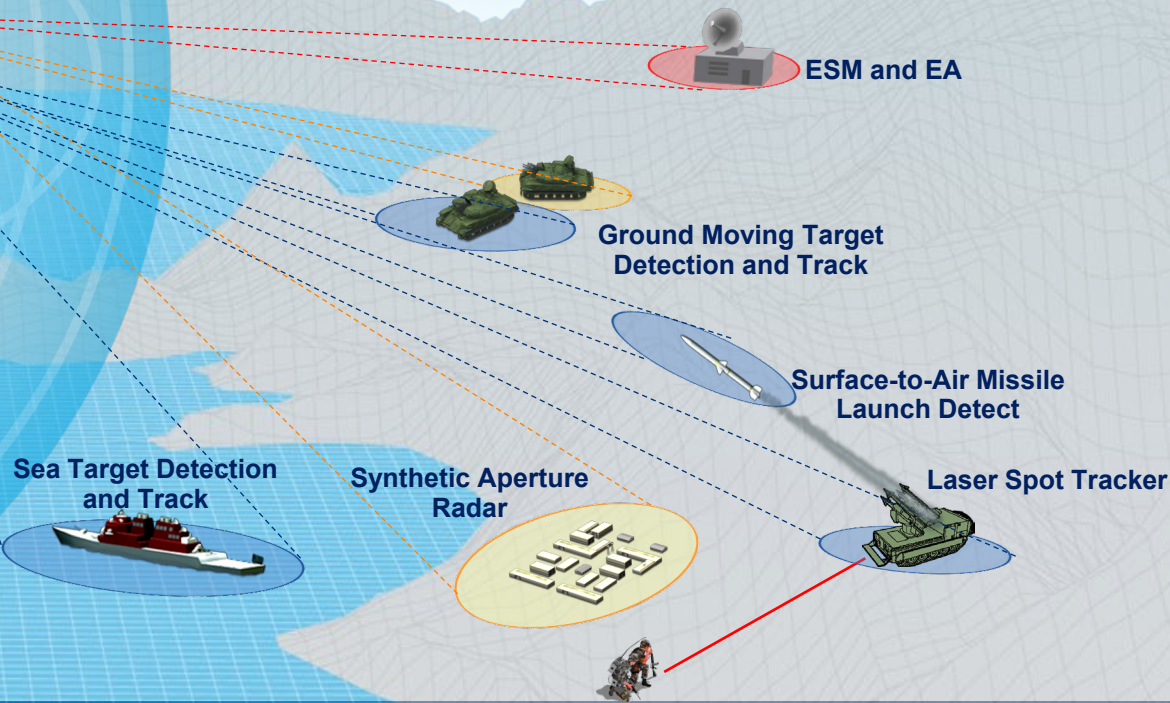 ESM and EA
Ground Moving Target
Detection and Track
Surface-to-Air Missile
Launch Detect
Sea Target Detection
and Track
Synthetic Aperture
Radar
Laser Spot Tracker